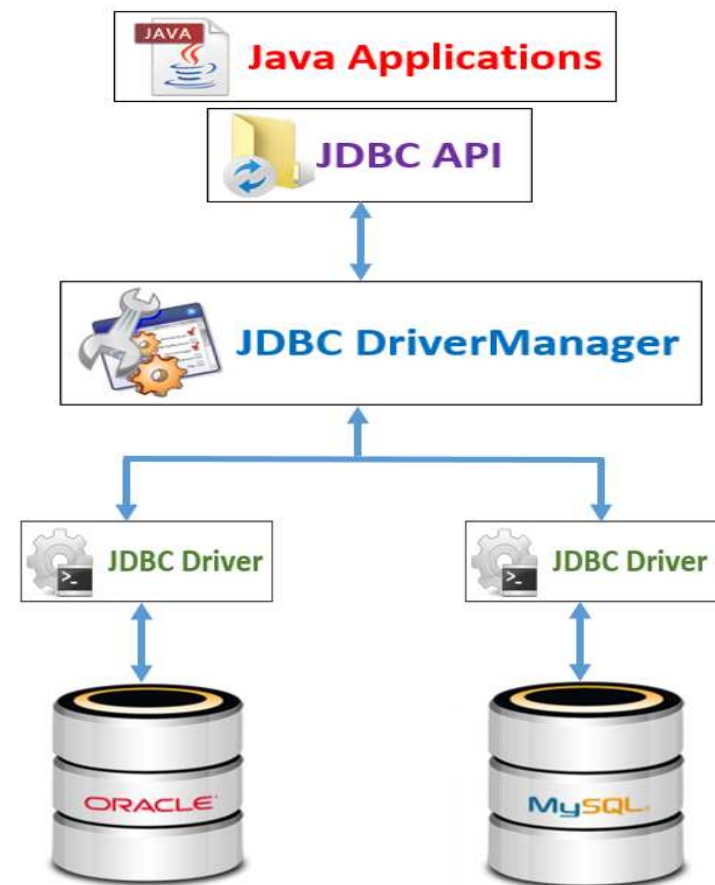 JAVA
Java Applications
JDBC API
JDBC DriverManager
JDBC Driver
JDBC Driver
>_
>_
ORACLE
MySQL